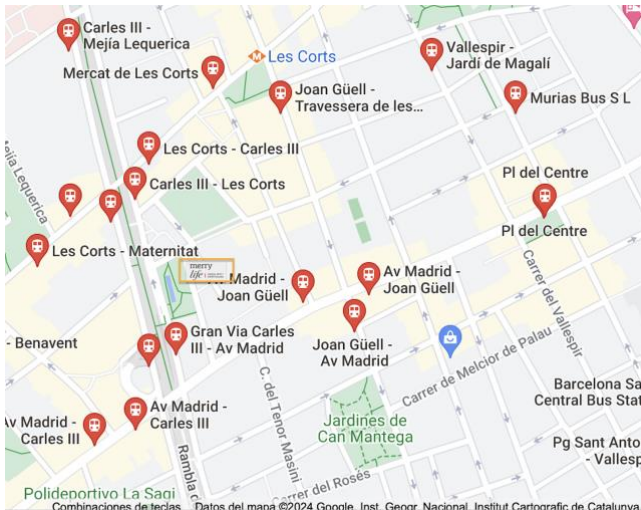 Carles III -
Mejía Lequerica
Mercat de Les Corts
Les Corts
Vallespir -
Jardí de Magalí
Joan Güell -
Travessera de les...
Murias Bus S L
Les Corts - Carles III
Carles III - Les Corts
Mejía Lequerica
Pl del Centre
Pl del Centre
Les Corts - Maternitat
merry
life
Av Madrid -
Joan Güell
Av Madrid -
Joan Güell
Carrer del Vallespir
- Benavent
Gran Via Carles
III - Av Madrid
Joan Güell -
Av Madrid
Carrer de Melcior de Palau
C. del Tenor Masini
Barcelona Sa
Central Bus Stat
Av Madrid -
Carles III
Av Madrid -
Carles III
Jardines de
Can Mantega
Pg Sant Anto
- Vallesp
Rambla d
Carrer del Rosés
Polideportivo La Sagi
Combinaciones de teclas
Datos del mapa ©2024 Google, Inst. Geogr. Nacional, Institut Cartogràfic de Catalunya